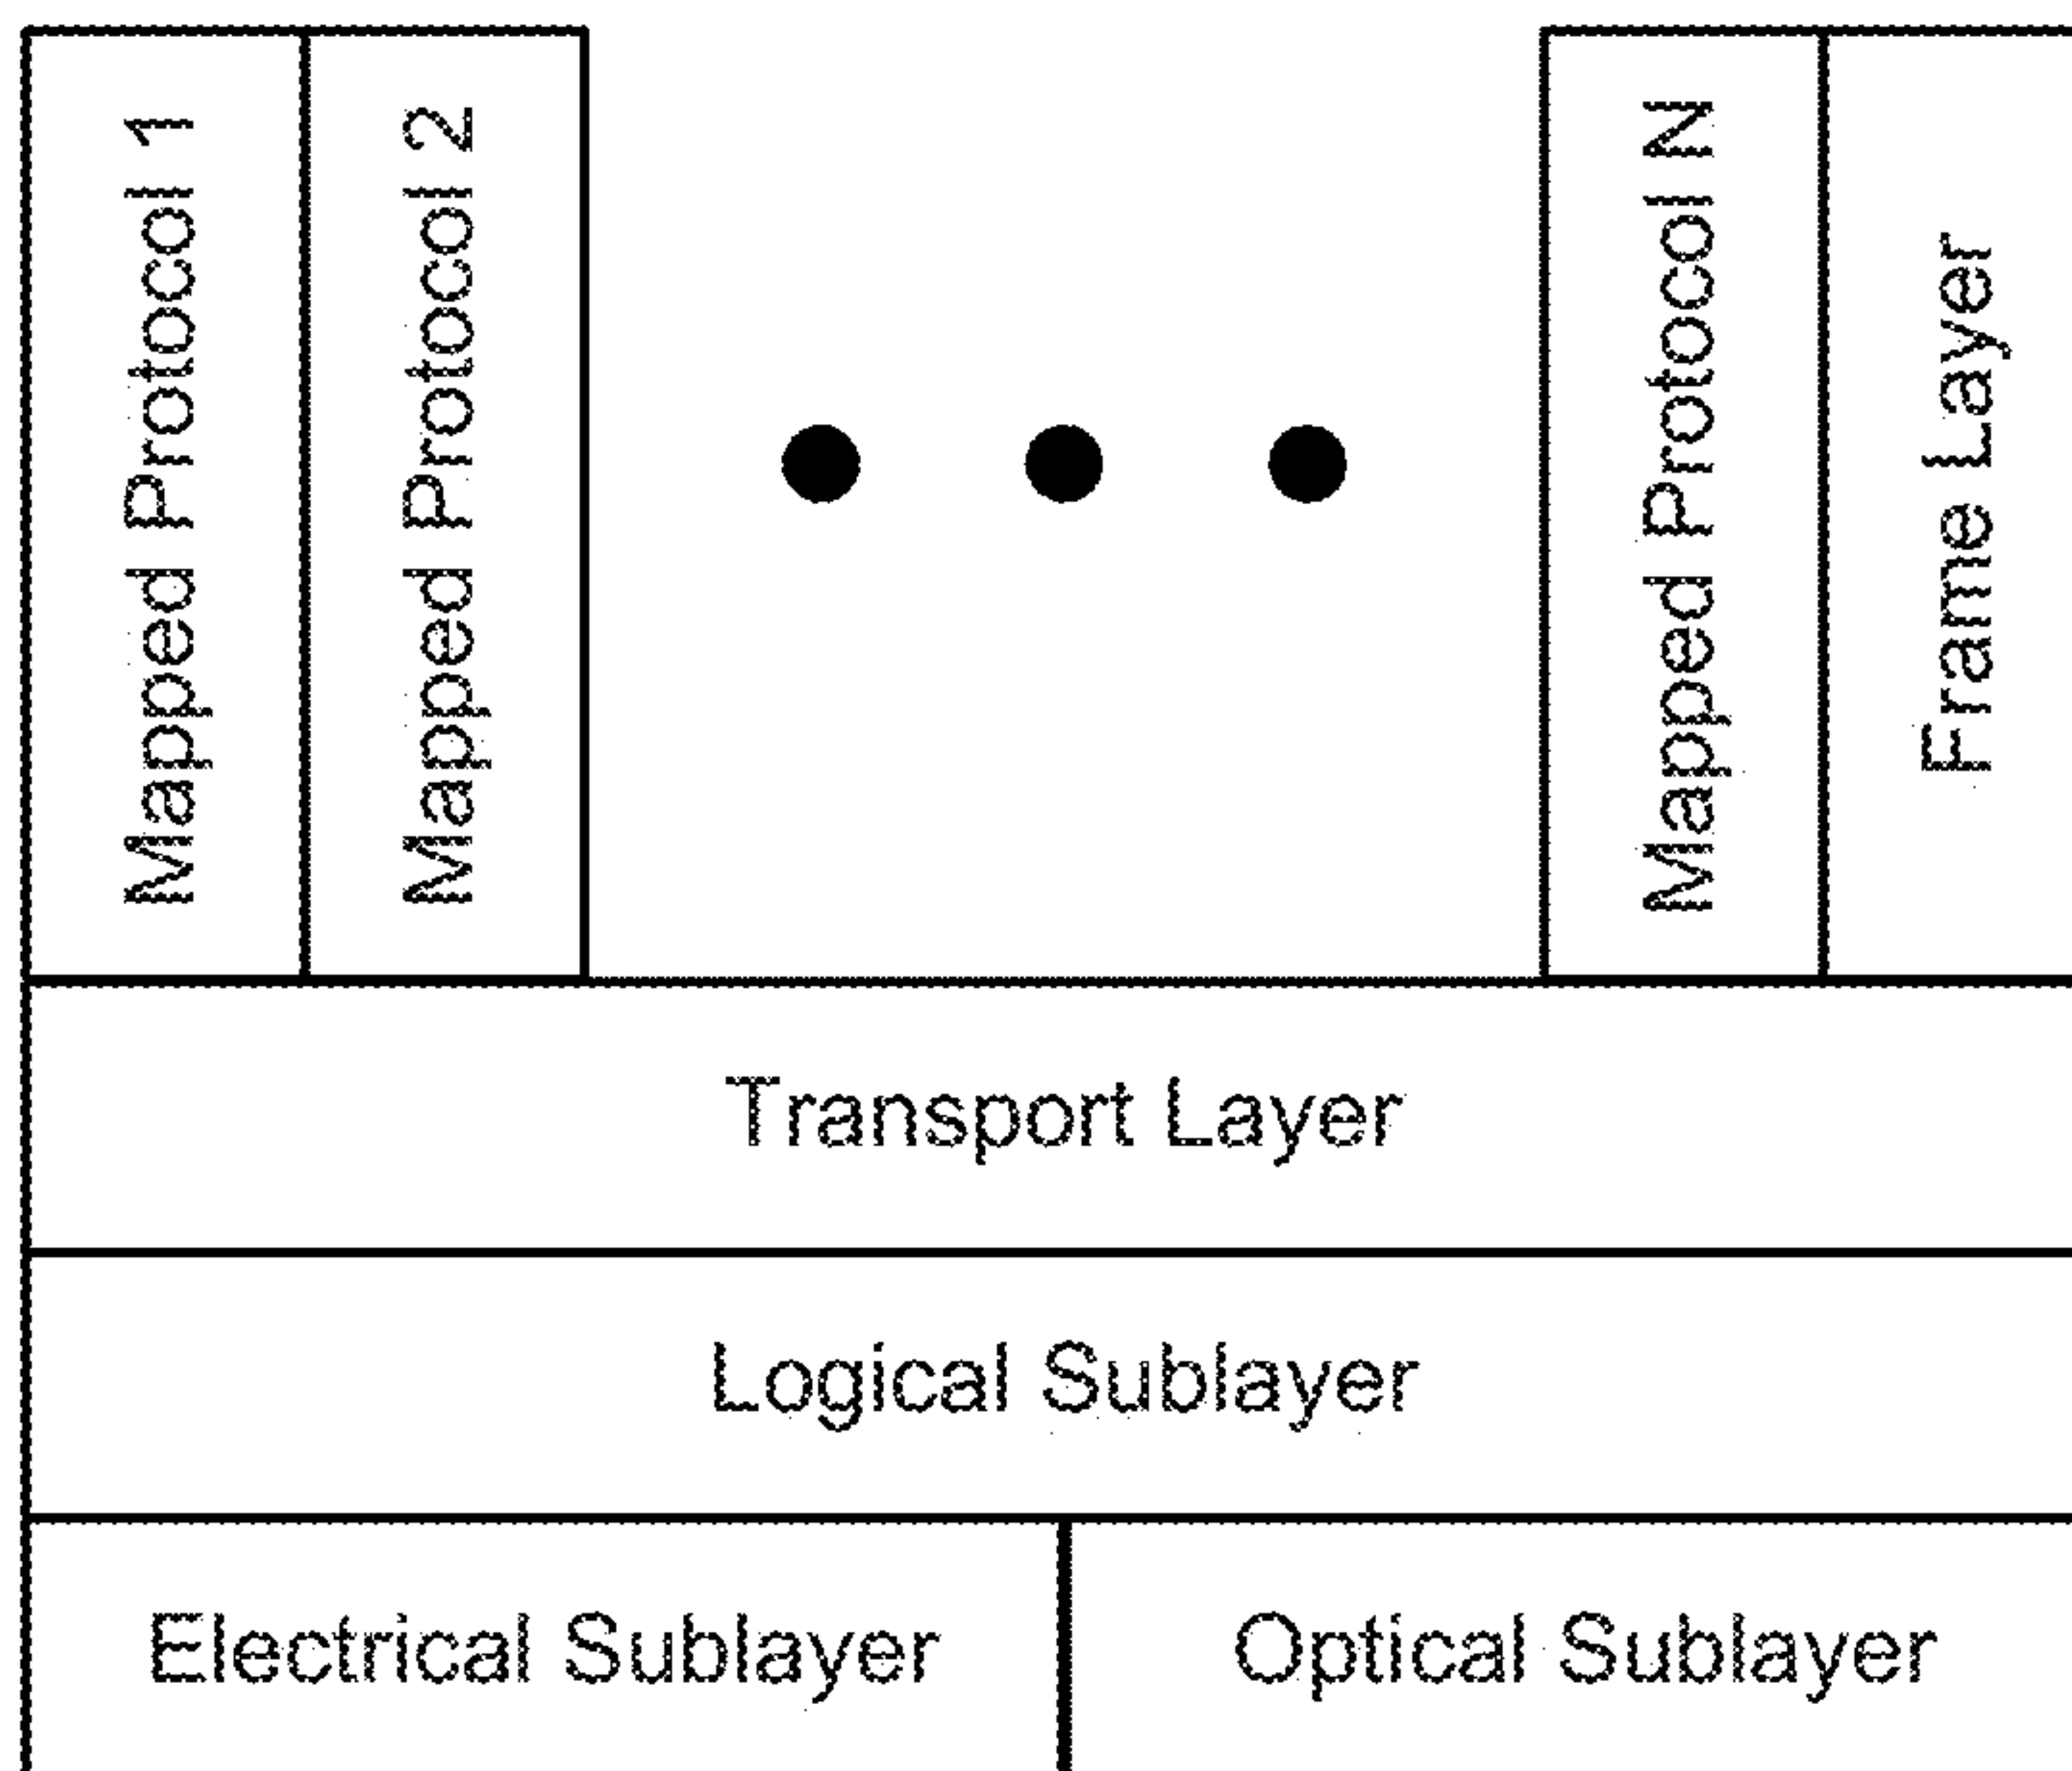 Mapped Protocol 1
Mapped Protocol 2
Mapped Protocol N
Frame Layer
Transport Layer
Logical Sublayer
Electrical Sublayer
Optical Sublayer